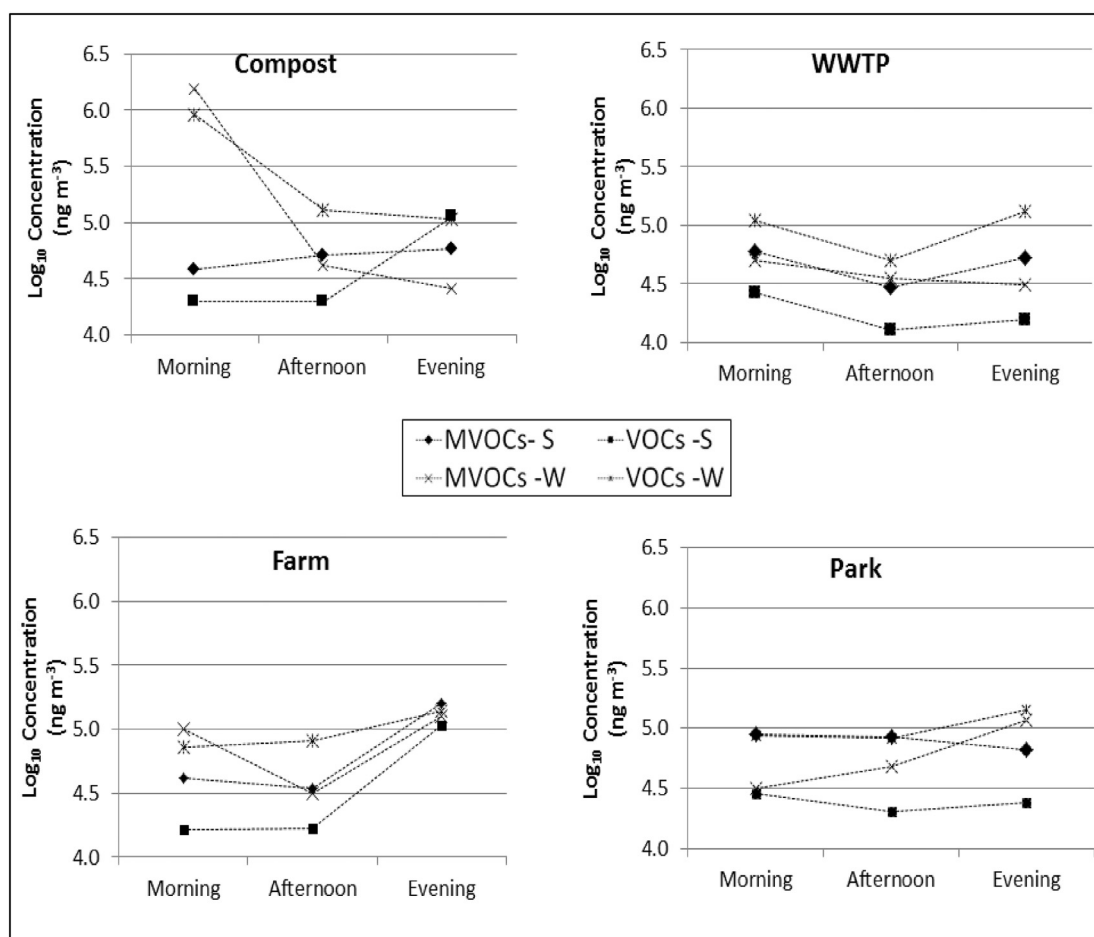 Compost
Log₁₀ Concentration
(ng m⁻³)
6.5
6.0
5.5
5.0
4.5
4.0
Morning Afternoon Evening
WWTP
Log₁₀ Concentration
(ng m⁻³)
6.5
6.0
5.5
5.0
4.5
4.0
Morning Afternoon Evening
MVOCs- S VOCs -S
MVOCs -W VOCs -W
Farm
Log₁₀ Concentration
(ng m⁻³)
6.5
6.0
5.5
5.0
4.5
4.0
Morning Afternoon Evening
Park
Log₁₀ Concentration
(ng m⁻³)
6.5
6.0
5.5
5.0
4.5
4.0
Morning Afternoon Evening